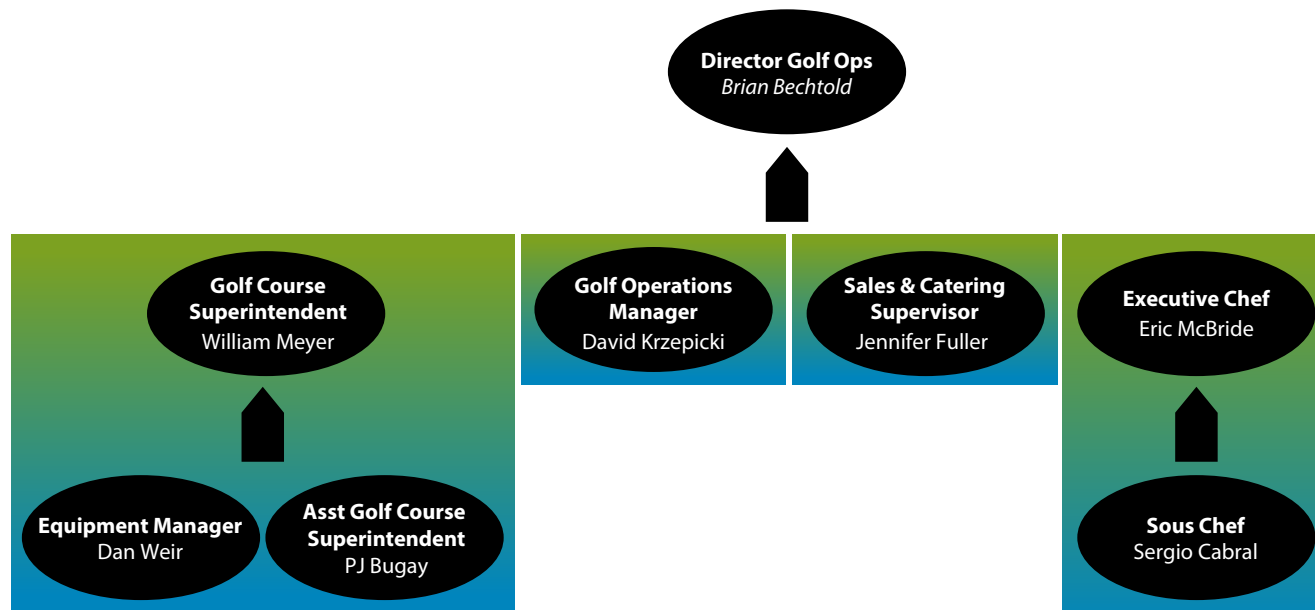 Director Golf Ops
Brian Bechtold
Golf Course
Superintendent
William Meyer
Golf Operations
Manager
David Krzepicki
Sales & Catering
Supervisor
Jennifer Fuller
Executive Chef
Eric McBride
Equipment Manager
Dan Weir
Asst Golf Course
Superintendent
PJ Bugay
Sous Chef
Sergio Cabral